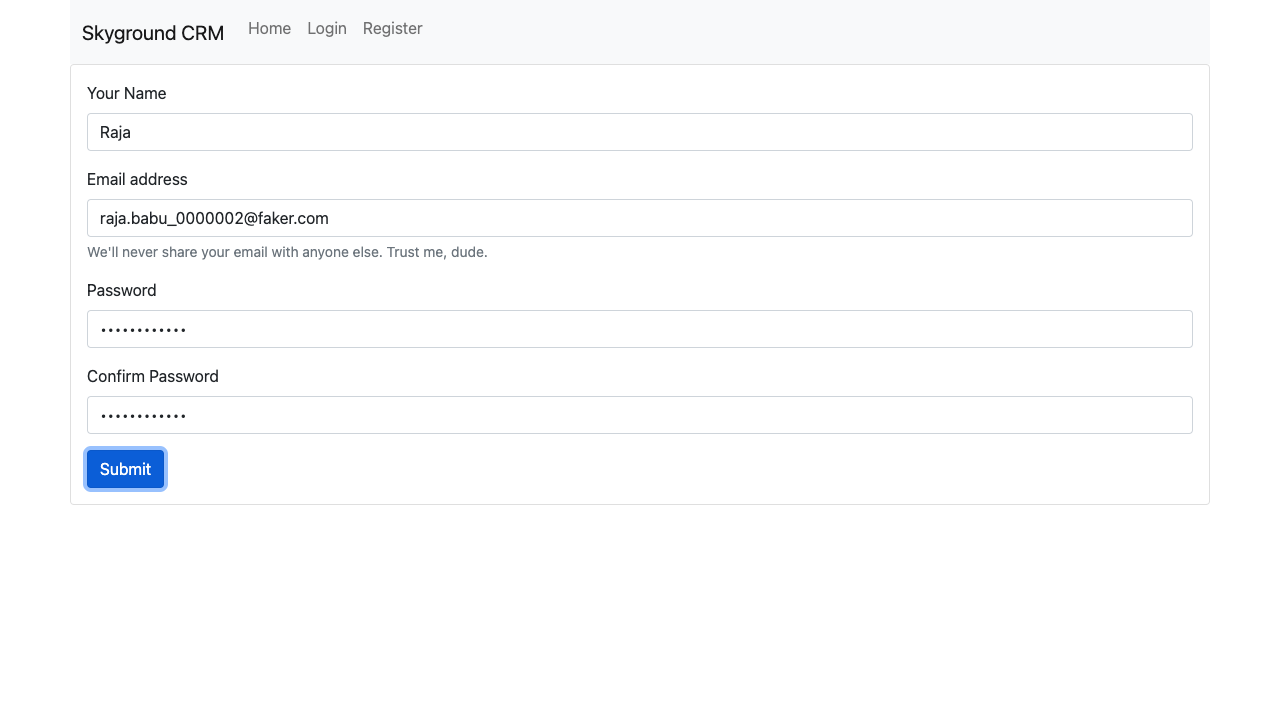 Skyground CRM Home Login Register
Your Name
Raja
Email address
raja.babu_0000002@faker.com
We'll never share your email with anyone else. Trust me, dude.
Password
••••••••••••
Confirm Password
••••••••••••
Submit